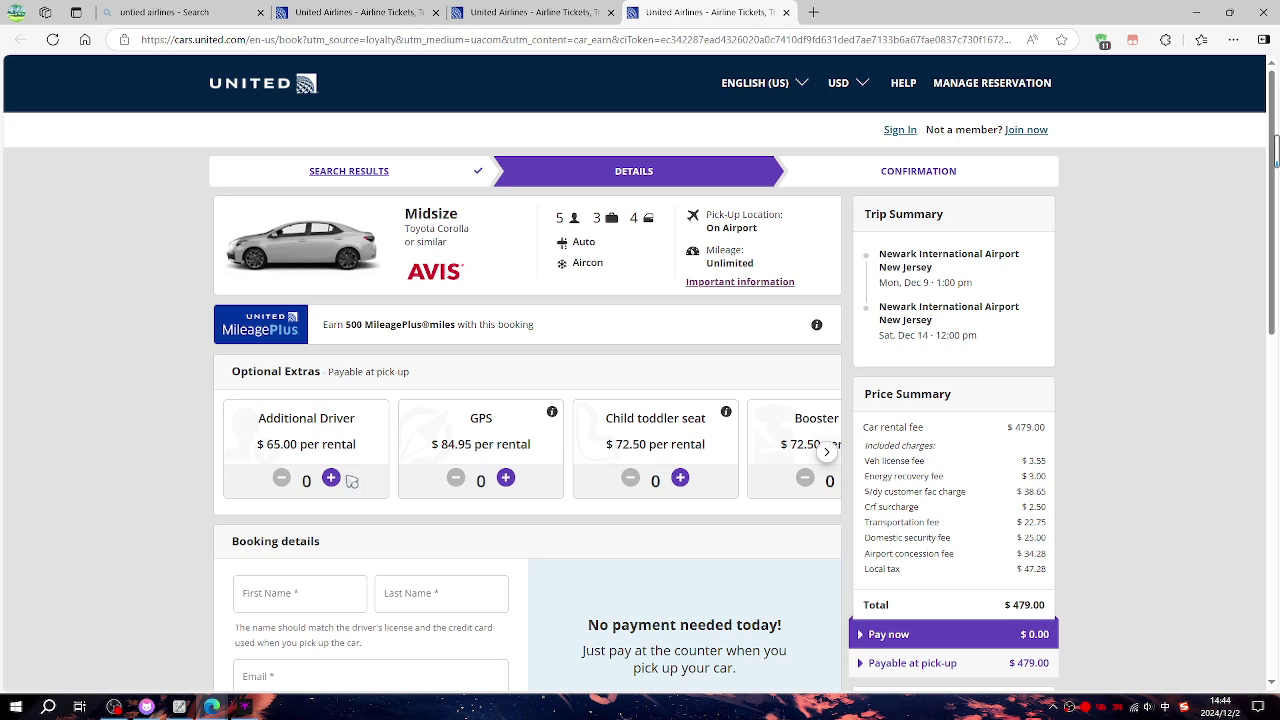 united airlines - Search
United Airlines - Airline Tickets, Tr
United Airlines - Airline Tickets, Tr
United Airlines - Airline Tickets, Tr
https://cars.united.com/en-us/book?utm_source=loyaty&utm_medium=uacom&utm_content=car_earn&ciToken=ec342287ead4326020a0c7410df9fd631ded7ae7133b6a67fae0837c730f1672...
11
UNITED
ENGLISH (US)
USD
HELP
MANAGE RESERVATION
Sign In Not a member? Join now
SEARCH RESULTS
DETAILS
CONFIRMATION
Midsize
Toyota Corolla
or similar
AVIS
5 3 4
Auto
Aircon
Pick-Up Location:
On Airport
Mileage:
Unlimited
Important information
UNITED
MileagePlus
Earn 500 MileagePlus®miles with this booking
Optional Extras - Payable at pick-up
Additional Driver
$ 65.00 per rental
0
GPS
$ 84.95 per rental
0
Child toddler seat
$ 72.50 per rental
0
Booster
$ 72.50 per
0
Booking details
First Name *
Last Name *
The name should match the driver's license and the credit card
used when you pick up the car.
Email *
No payment needed today!
Just pay at the counter when you
pick up your car.
Trip Summary
Newark International Airport
New Jersey
Mon, Dec 9 · 1:00 pm
Newark International Airport
New Jersey
Sat, Dec 14 · 12:00 pm
Price Summary
Car rental fee $ 479.00
Included charges:
Veh license fee $ 3.55
Energy recovery fee $ 3.00
S/dy customer fac charge $ 38.65
Crf surcharge $ 2.50
Transportation fee $ 22.75
Domestic security fee $ 25.00
Airport concession fee $ 34.28
Local tax $ 47.28
Total $ 479.00
Pay now $ 0.00
Payable at pick-up $ 479.00
中
14:44
2024/12/2